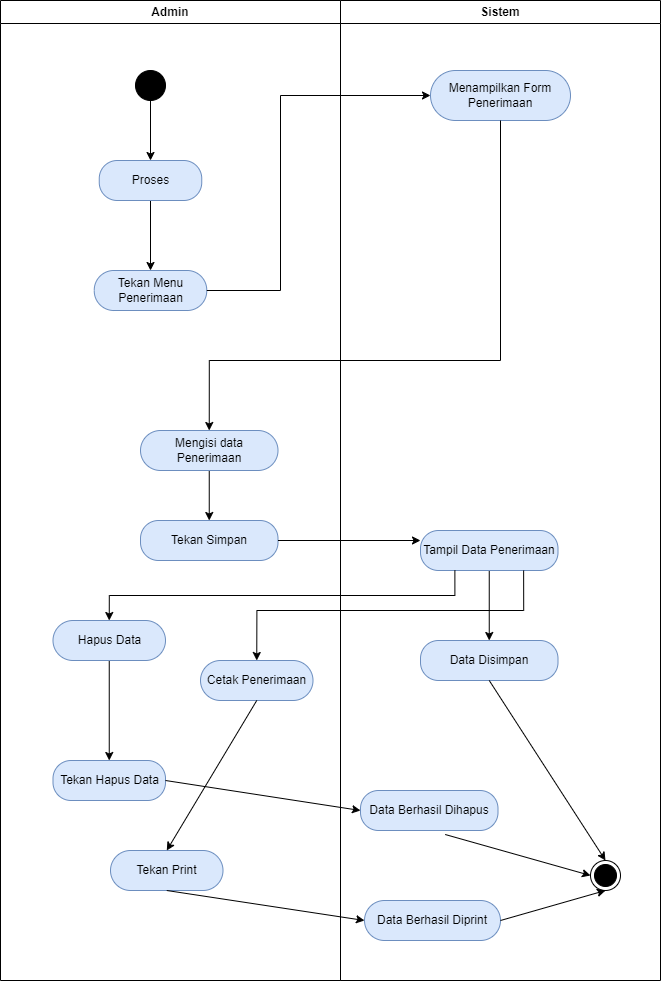 Admin
Sistem
Menampilkan Form
Penerimaan
Proses
Tekan Menu
Penerimaan
Mengisi data
Penerimaan
Tekan Simpan
Tampil Data Penerimaan
Hapus Data
Cetak Penerimaan
Data Disimpan
Tekan Hapus Data
Data Berhasil Dihapus
Tekan Print
Data Berhasil Diprint